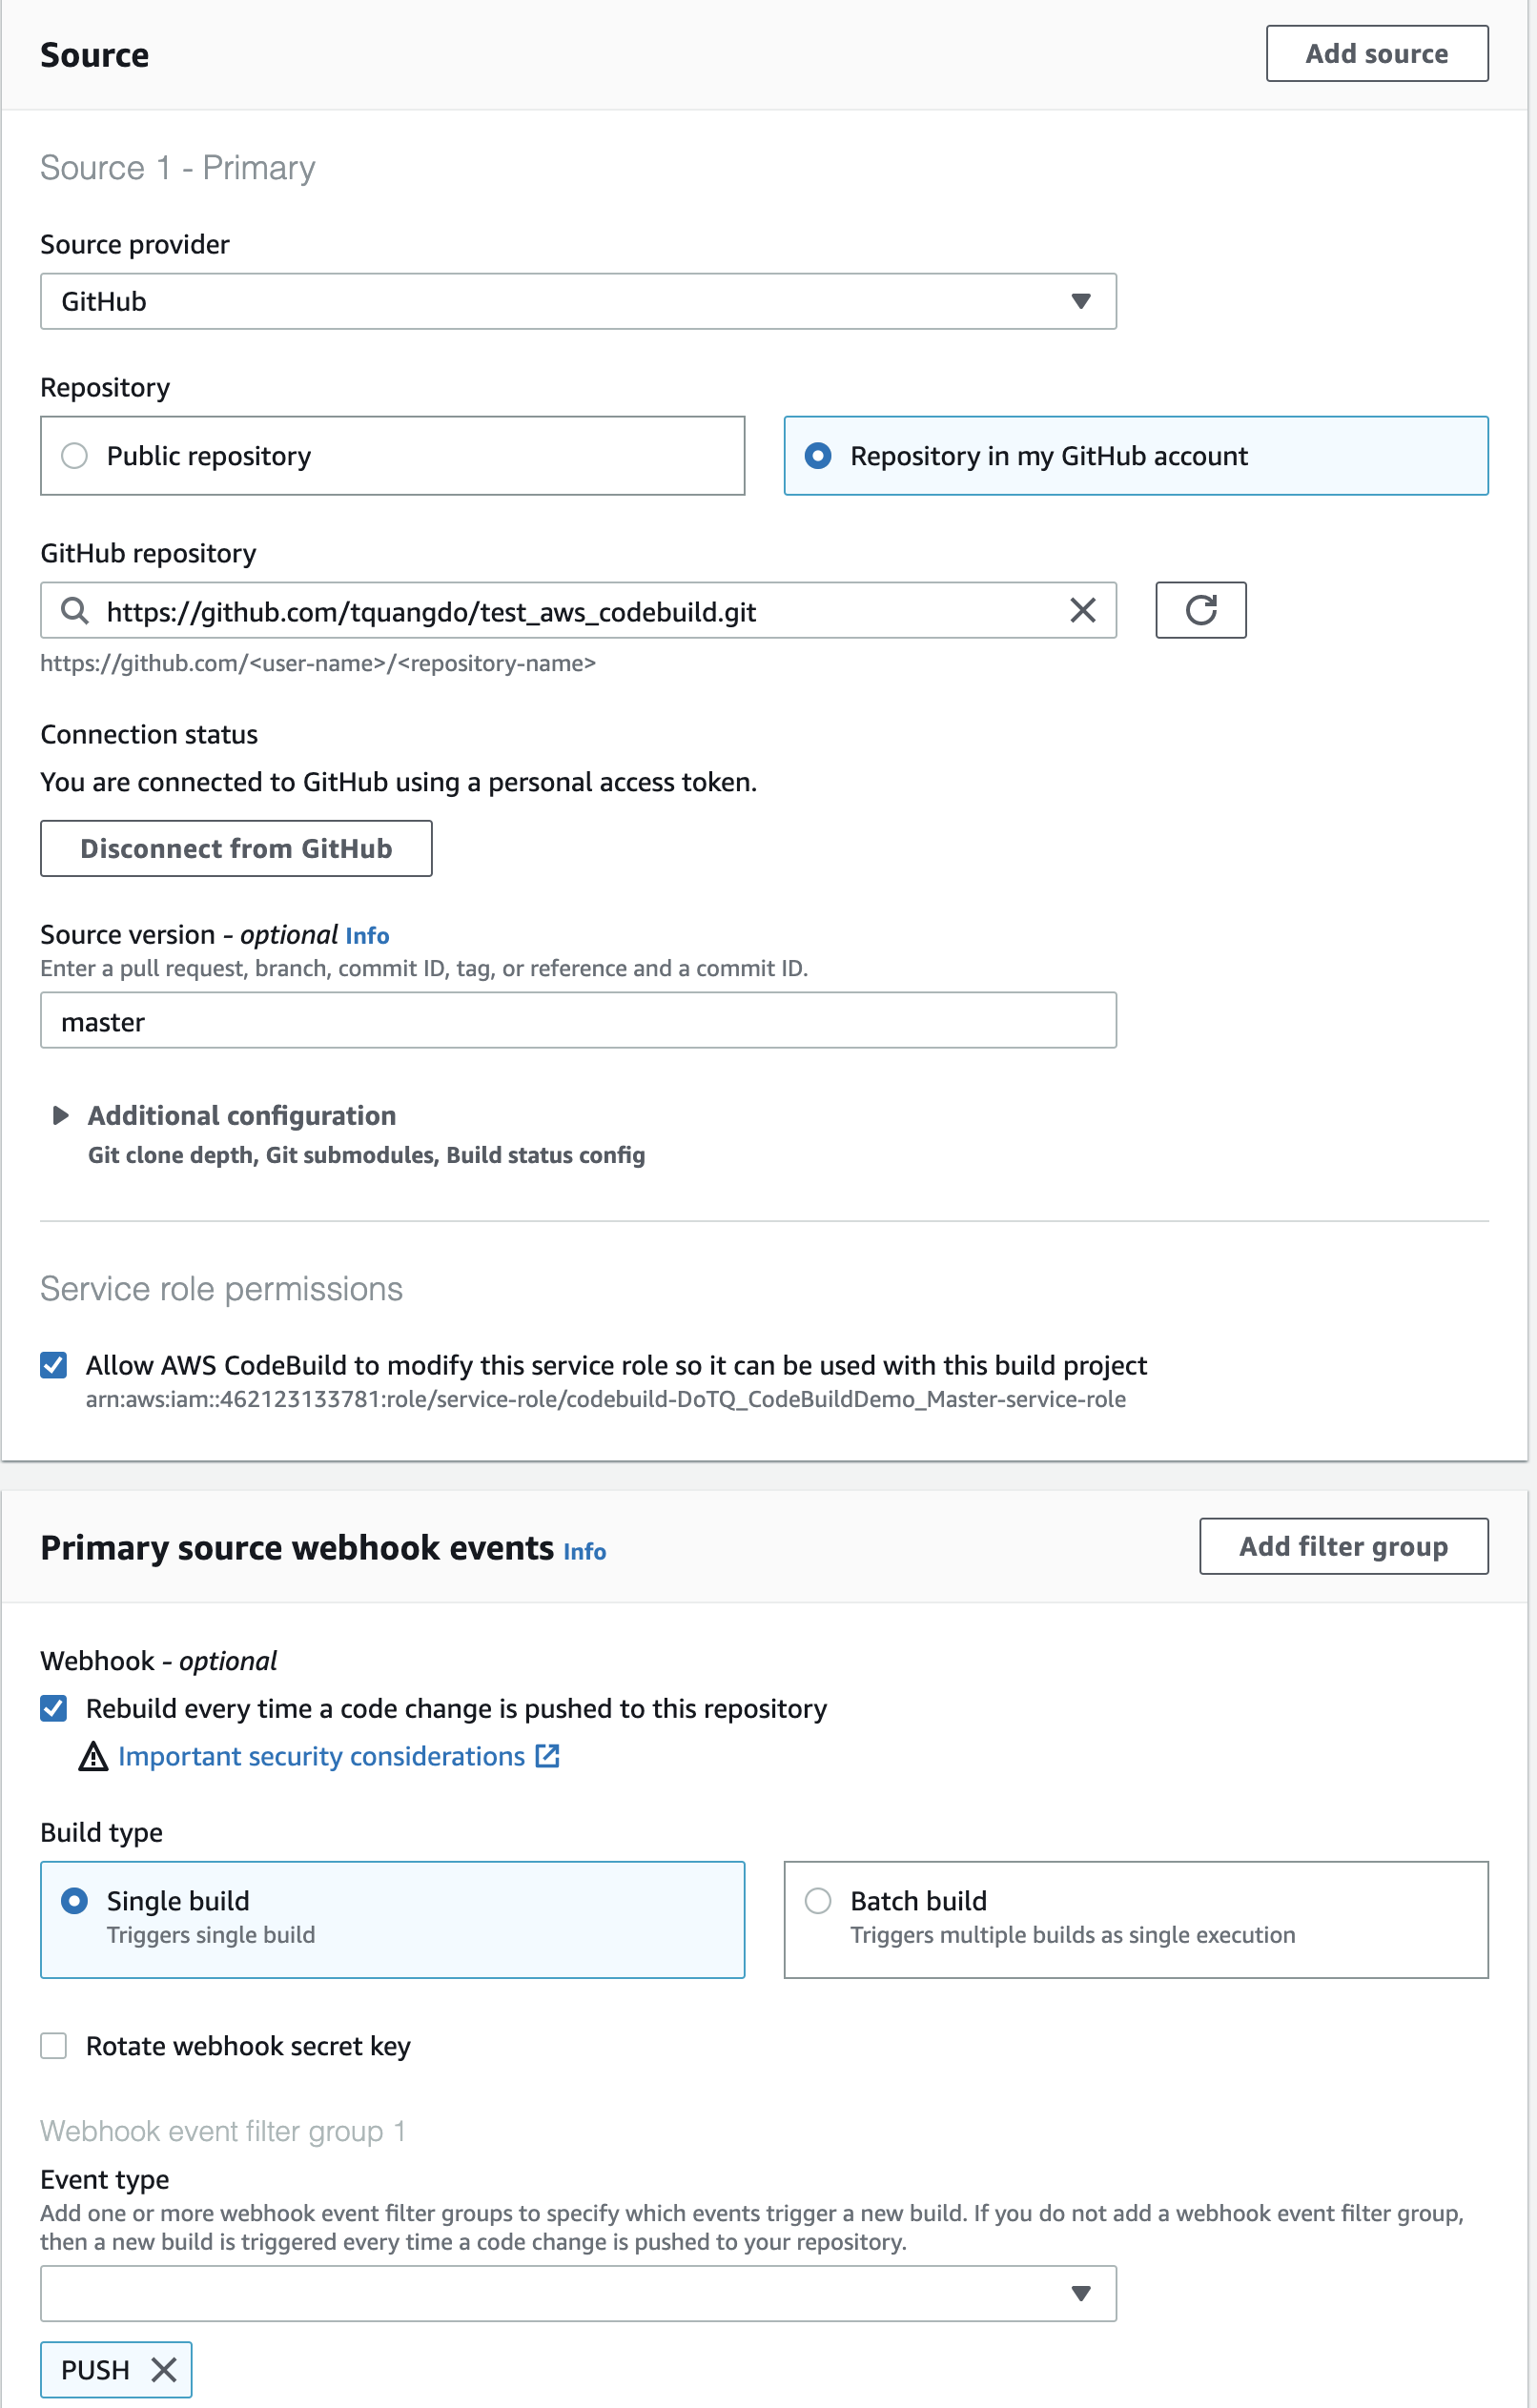 Source
Add source
Source 1 - Primary
Source provider
GitHub
Repository
Public repository
Repository in my GitHub account
GitHub repository
https://github.com/tquangdo/test_aws_codebuild.git
https://github.com/<user-name>/<repository-name>
Connection status
You are connected to GitHub using a personal access token.
Disconnect from GitHub
Source version - optional Info
Enter a pull request, branch, commit ID, tag, or reference and a commit ID.
master
Additional configuration
Git clone depth, Git submodules, Build status config
Service role permissions
Allow AWS CodeBuild to modify this service role so it can be used with this build project
arn:aws:iam::462123133781:role/service-role/codebuild-DoTQ_CodeBuildDemo_Master-service-role
Primary source webhook events Info
Add filter group
Webhook - optional
Rebuild every time a code change is pushed to this repository
Important security considerations
Build type
Single build
Triggers single build
Batch build
Triggers multiple builds as single execution
Rotate webhook secret key
Webhook event filter group 1
Event type
Add one or more webhook event filter groups to specify which events trigger a new build. If you do not add a webhook event filter group,
then a new build is triggered every time a code change is pushed to your repository.
PUSH